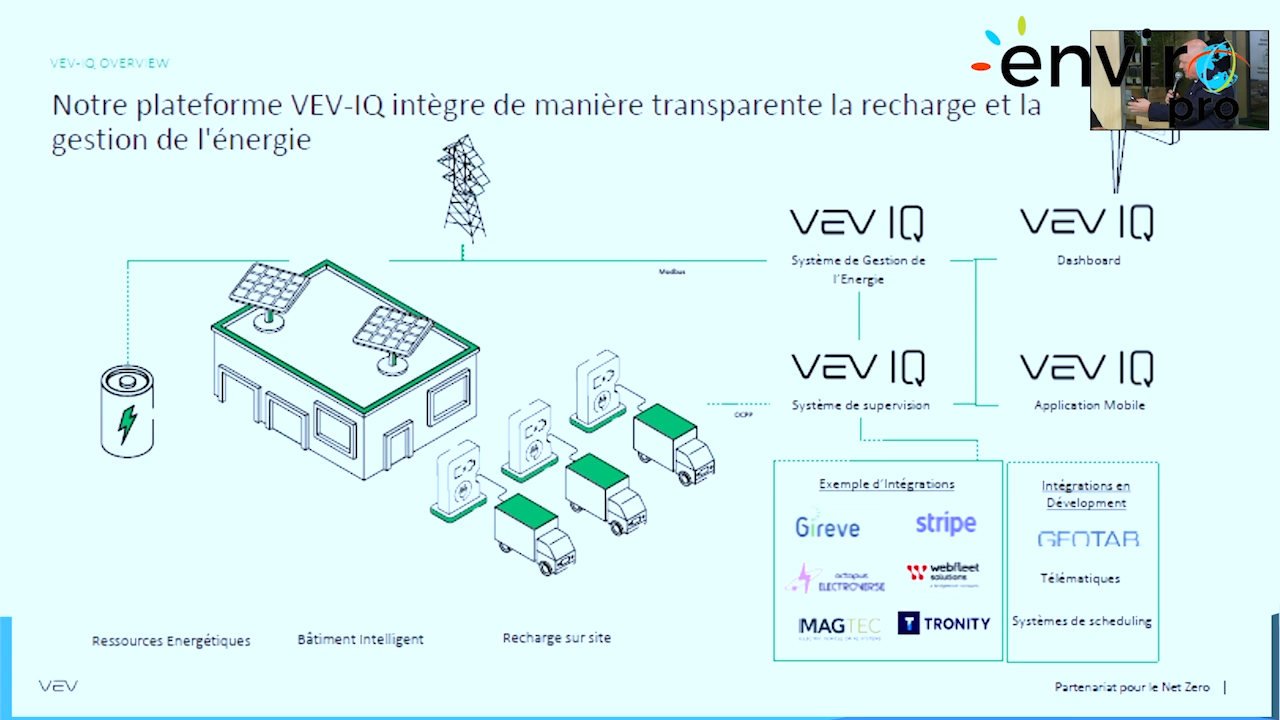 enviro
pro
VEV-IQ OVERVIEW
Notre plateforme VEV-IQ intègre de manière transparente la recharge et la
gestion de l'énergie
VEV IQ
Système de Gestion de
l'Energie
VEV IQ
Dashboard
Modbus
VEV IQ
Système de supervision
VEV IQ
Application Mobile
OCPP
Exemple d'Intégrations
Gireve
stripe
octopus
ELECTROVERSE
webfleet
solutions
MAGTEC
T TRONITY
Intégrations en
Dévelopment
GEOTAB
Télématiques
Systèmes de scheduling
Ressources Energétiques
Bâtiment Intelligent
Recharge sur site
VEV
Partenariat pour le Net Zero |